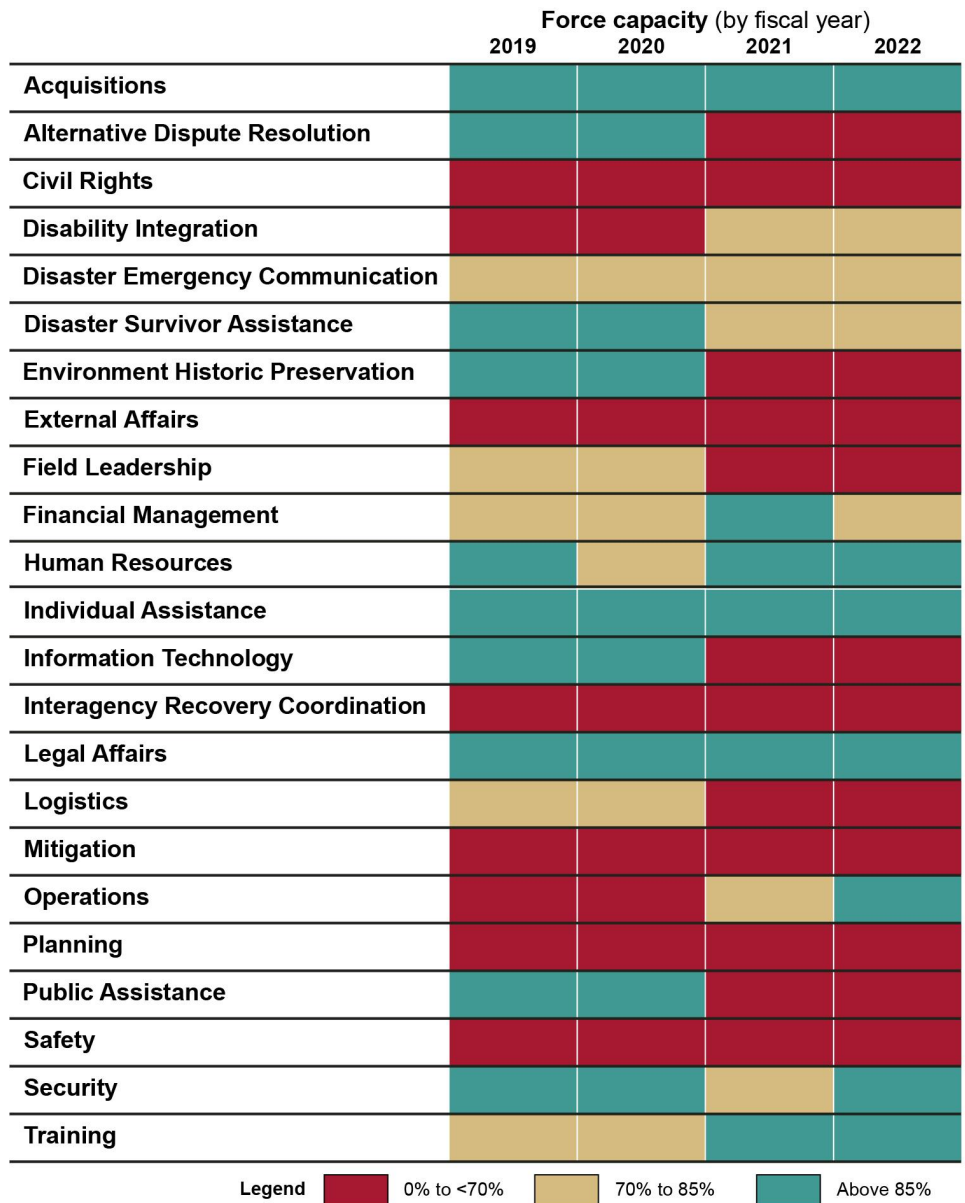 Force capacity (by fiscal year)
2019 2020 2021 2022
Acquisitions
Alternative Dispute Resolution
Civil Rights
Disability Integration
Disaster Emergency Communication
Disaster Survivor Assistance
Environment Historic Preservation
External Affairs
Field Leadership
Financial Management
Human Resources
Individual Assistance
Information Technology
Interagency Recovery Coordination
Legal Affairs
Logistics
Mitigation
Operations
Planning
Public Assistance
Safety
Security
Training
Legend 0% to <70% 70% to 85% Above 85%